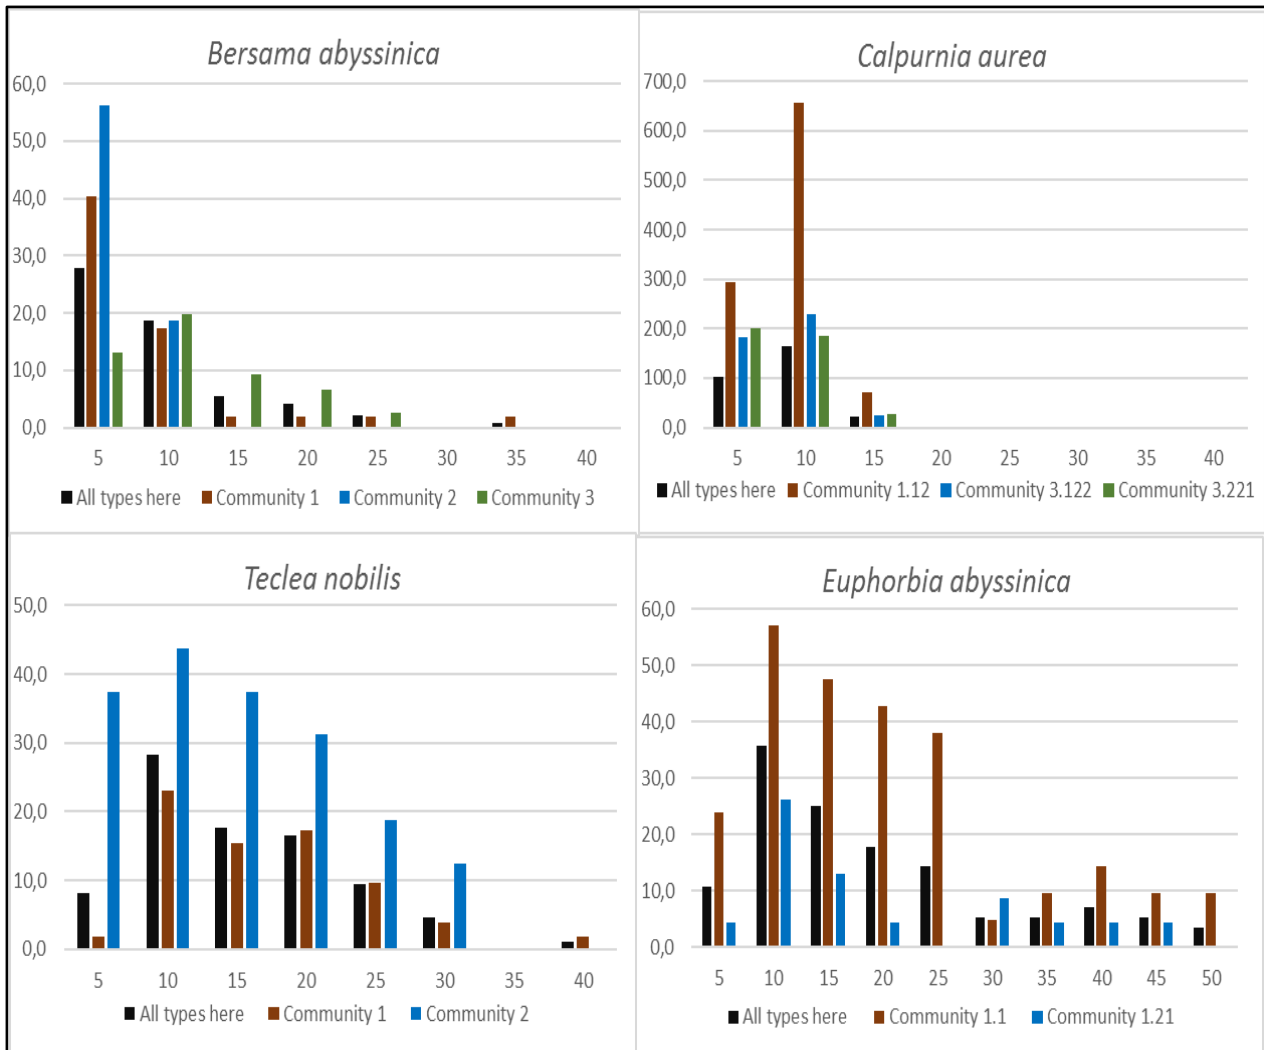 Bersama abyssinica
60,0
50,0
40,0
30,0
20,0
10,0
0,0
5 10 15 20 25 30 35 40
All types here Community 1 Community 2 Community 3
Calpurnia aurea
700,0
600,0
500,0
400,0
300,0
200,0
100,0
0,0
5 10 15 20 25 30 35 40
All types here Community 1.12 Community 3.122 Community 3.221
Teclea nobilis
50,0
40,0
30,0
20,0
10,0
0,0
5 10 15 20 25 30 35 40
All types here Community 1 Community 2
Euphorbia abyssinica
60,0
50,0
40,0
30,0
20,0
10,0
0,0
5 10 15 20 25 30 35 40 45 50
All types here Community 1.1 Community 1.21